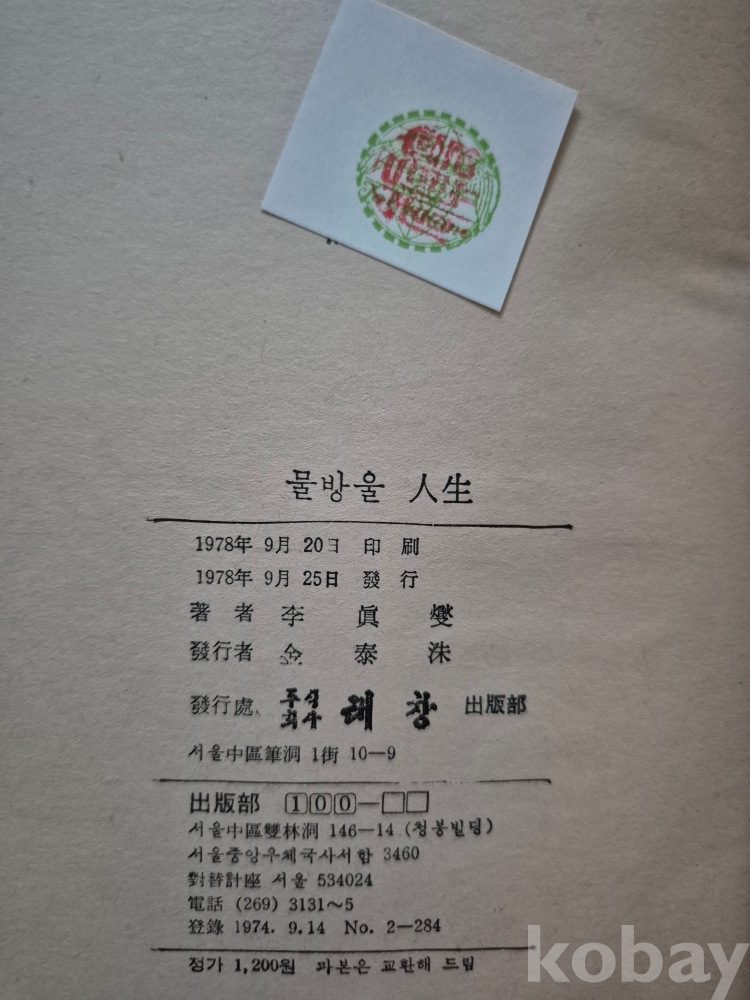 물방울 人生
1978年 9月 20日 印 刷
1978年 9月 25日 發 行
著 者 李 眞 燮
發行者 金 泰 洙
發行處 주식회사 태창 出版部
서울中區筆洞 1街 10—9
出版部 100—□□
서울中區雙林洞 146—14 (청봉빌딩)
서울중앙우체국사서함 3460
對替計座 서울 534024
電話 (269) 3131~5
登錄 1974. 9.14 No. 2—284
정가 1,200원 파본은 교환해 드림
kobay